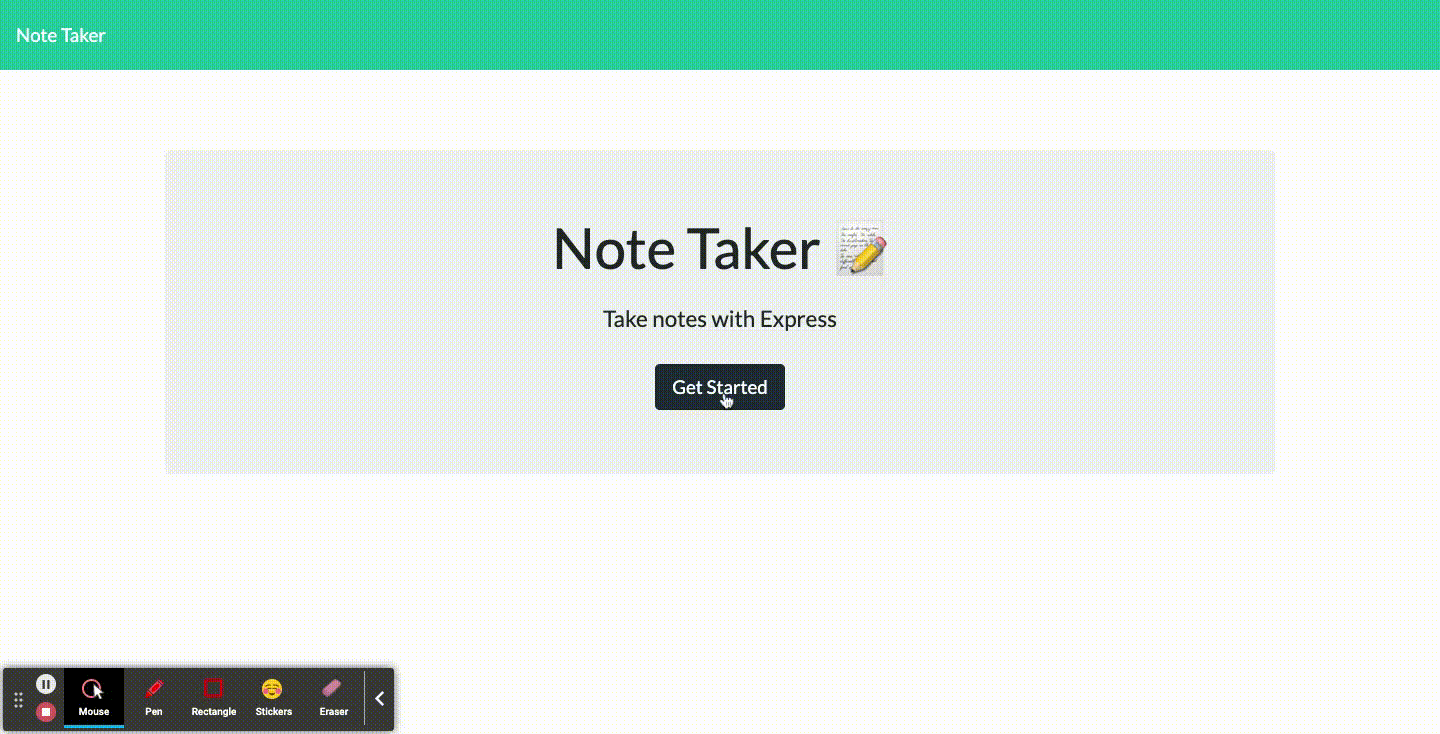 Note Taker
Note Taker
Take notes with Express
Get Started
Mouse Pen Rectangle Stickers Eraser